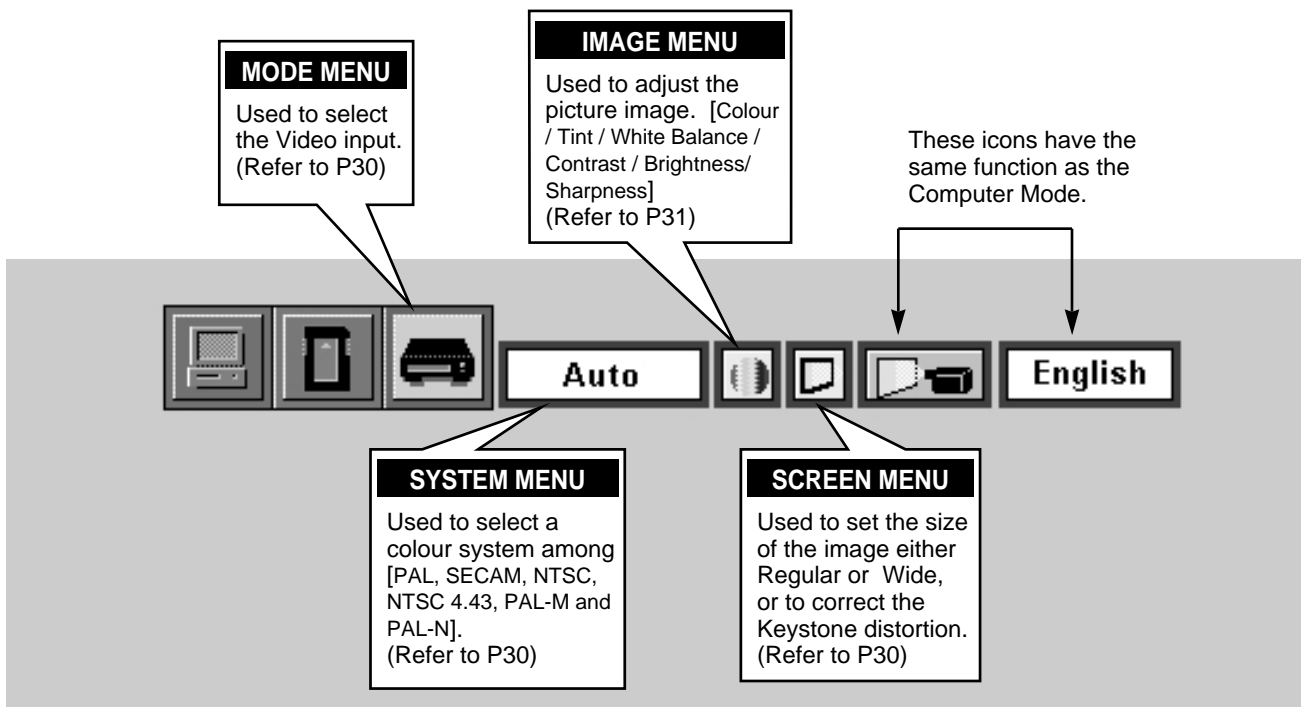 MODE MENU
Used to select
the Video input.
(Refer to P30)
IMAGE MENU
Used to adjust the
picture image. [Colour
/ Tint / White Balance /
Contrast / Brightness/
Sharpness]
(Refer to P31)
These icons have the
same function as the
Computer Mode.
Auto
English
SYSTEM MENU
Used to select a
colour system among
[PAL, SECAM, NTSC,
NTSC 4.43, PAL-M and
PAL-N].
(Refer to P30)
SCREEN MENU
Used to set the size
of the image either
Regular or Wide,
or to correct the
Keystone distortion.
(Refer to P30)